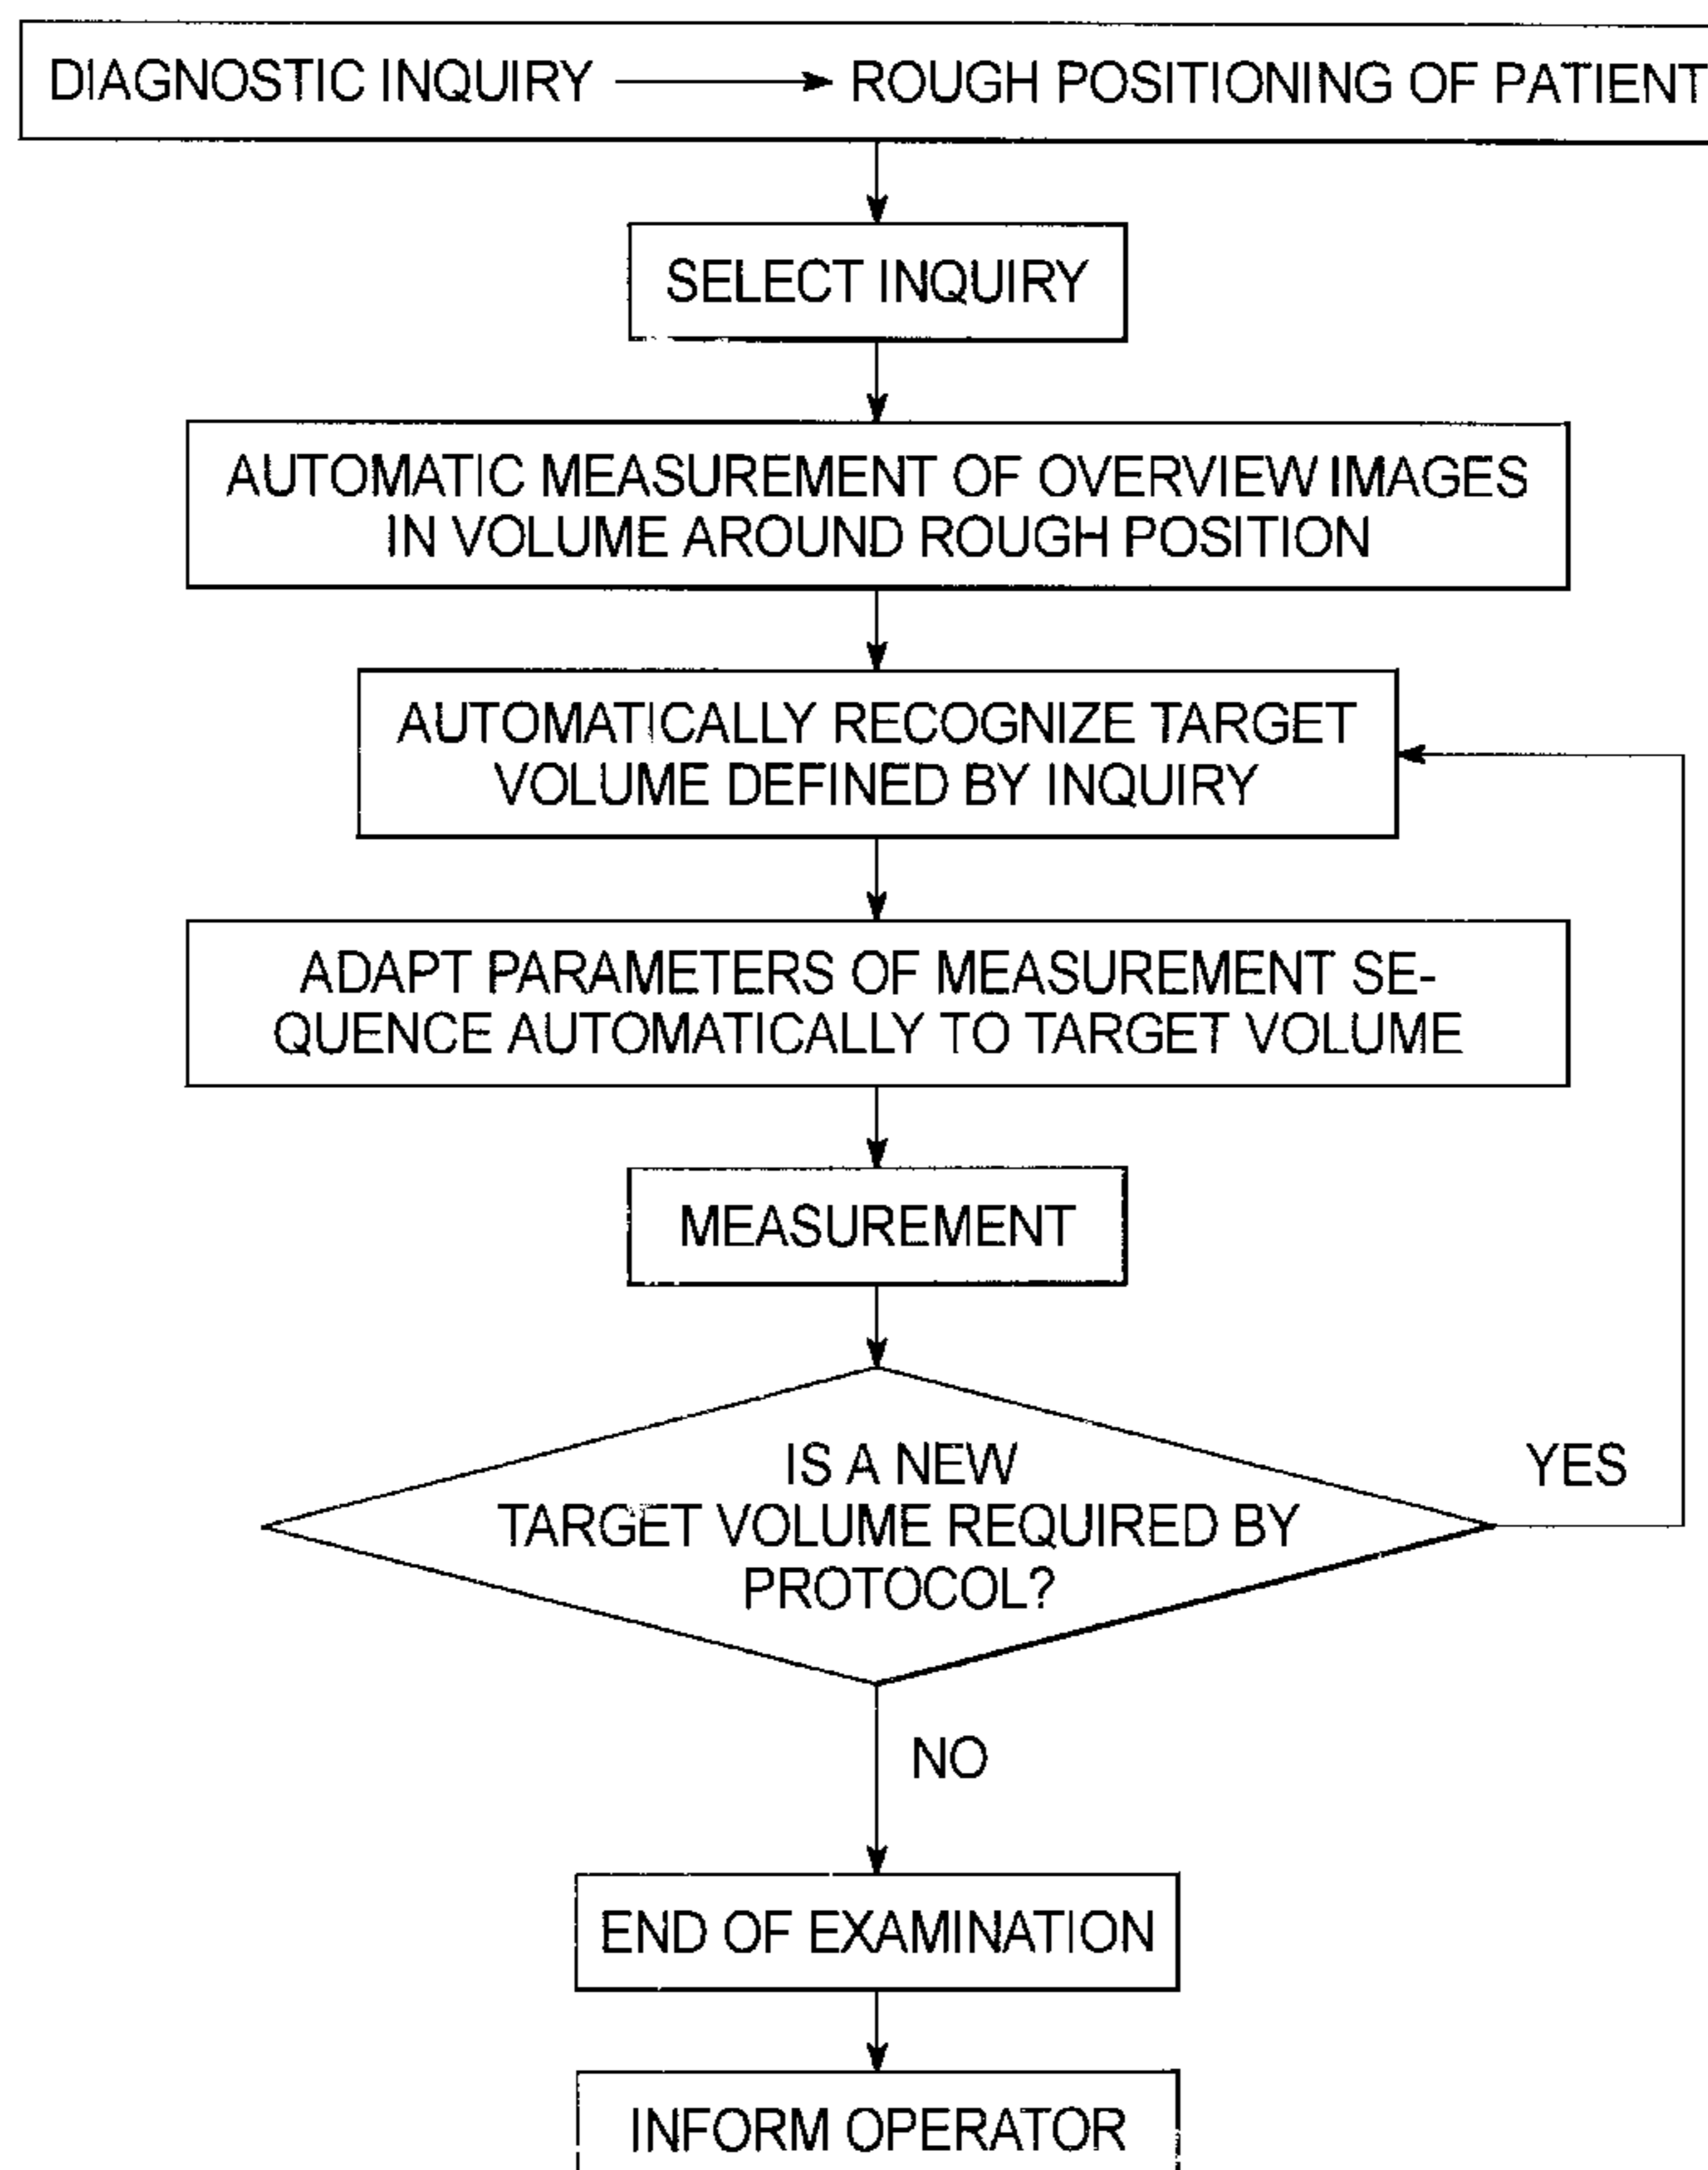 DIAGNOSTIC INQUIRY ROUGH POSITIONING OF PATIENT
SELECT INQUIRY
AUTOMATIC MEASUREMENT OF OVERVIEW IMAGES
IN VOLUME AROUND ROUGH POSITION
AUTOMATICALLY RECOGNIZE TARGET
VOLUME DEFINED BY INQUIRY
ADAPT PARAMETERS OF MEASUREMENT SE-
QUENCE AUTOMATICALLY TO TARGET VOLUME
MEASUREMENT
IS A NEW
TARGET VOLUME REQUIRED BY
PROTOCOL?
YES
NO
END OF EXAMINATION
INFORM OPERATOR